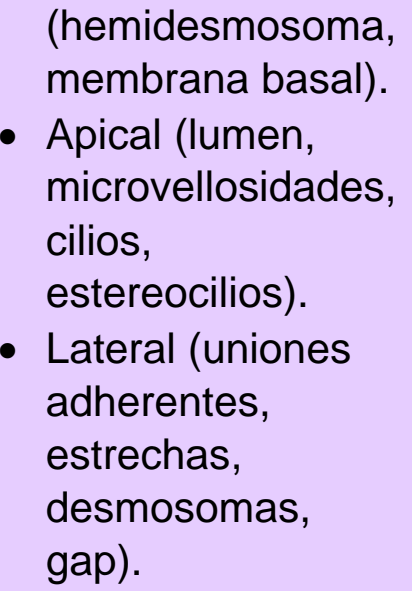 (hemidesmosoma,
membrana basal).
• Apical (lumen,
microvellosidades,
cilios,
estereocilios).
• Lateral (uniones
adherentes,
estrechas,
desmosomas,
gap).